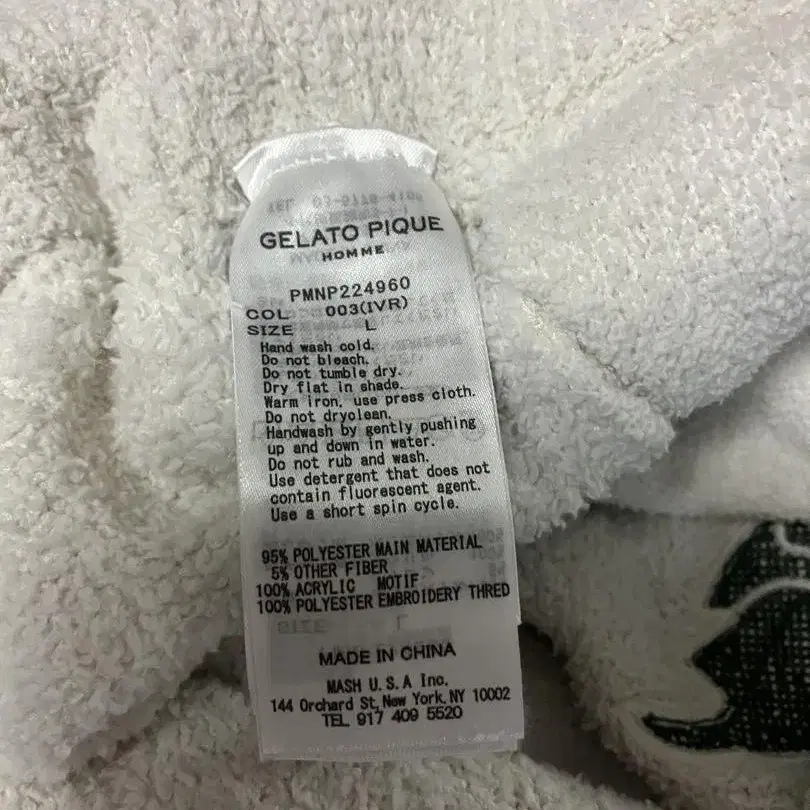 GELATO PIQUE
HOMME
PMNP224960
COL 003(IVR)
SIZE L
Hand wash cold.
Do not bleach.
Do not tumble dry.
Dry flat in shade.
Warm iron, use press cloth.
Do not dryclean.
Handwash by gently pushing
up and down in water.
Do not rub and wash.
Use detergent that does not
contain fluorescent agent.
Use a short spin cycle.
95% POLYESTER MAIN MATERIAL
5% OTHER FIBER
100% ACRYLIC MOTIF
100% POLYESTER EMBROIDERY THRED
MADE IN CHINA
MASH U.S.A Inc.
144 Orchard St, New York, NY 10002
TEL 917 409 5520